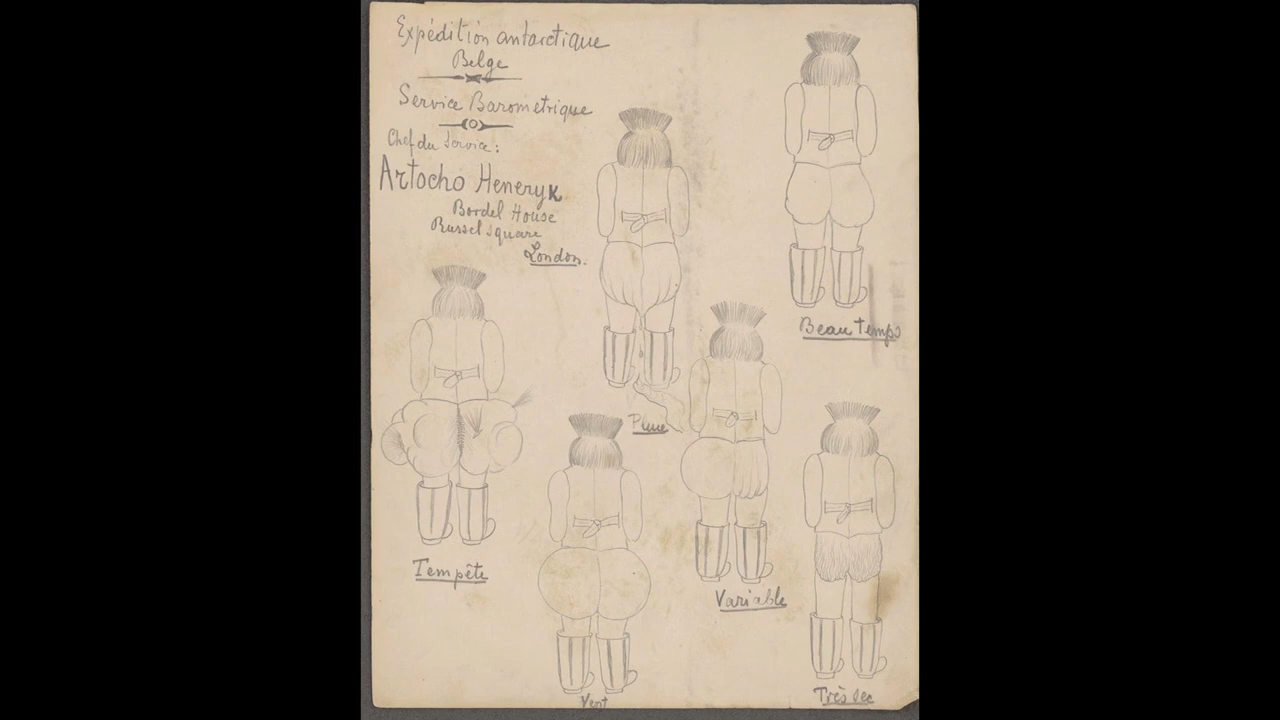 Expédition antarctique
Belge
Service Barometrique
Chef du Service:
Artocho Heneryk
Bordel House
Russel square
London.
Beau temps
Pluie
Tempête
Variable
Vent
Très sec